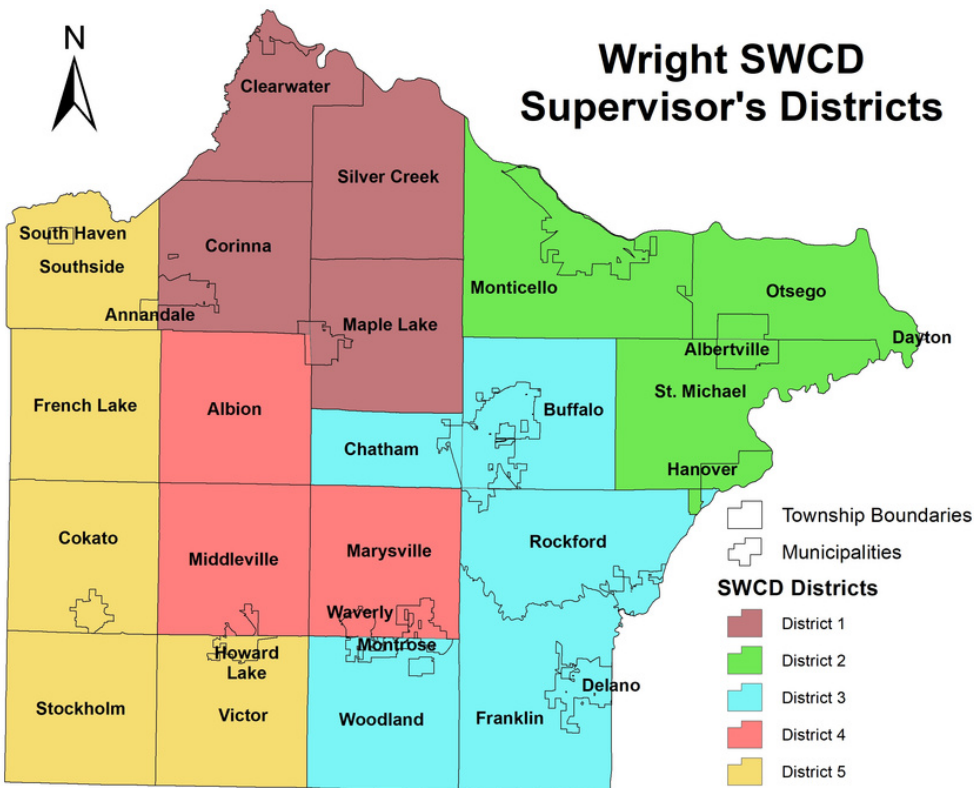 N
Wright SWCD
Supervisor's Districts
Clearwater
Silver Creek
South Haven
Southside
Corinna
Monticello
Otsego
Annandale
Maple Lake
Dayton
Albertville
St. Michael
French Lake
Albion
Buffalo
Chatham
Hanover
Cokato
Middleville
Marysville
Rockford
Waverly
Montrose
Howard
Lake
Delano
Stockholm
Victor
Woodland
Franklin
Township Boundaries
Municipalities
SWCD Districts
District 1
District 2
District 3
District 4
District 5